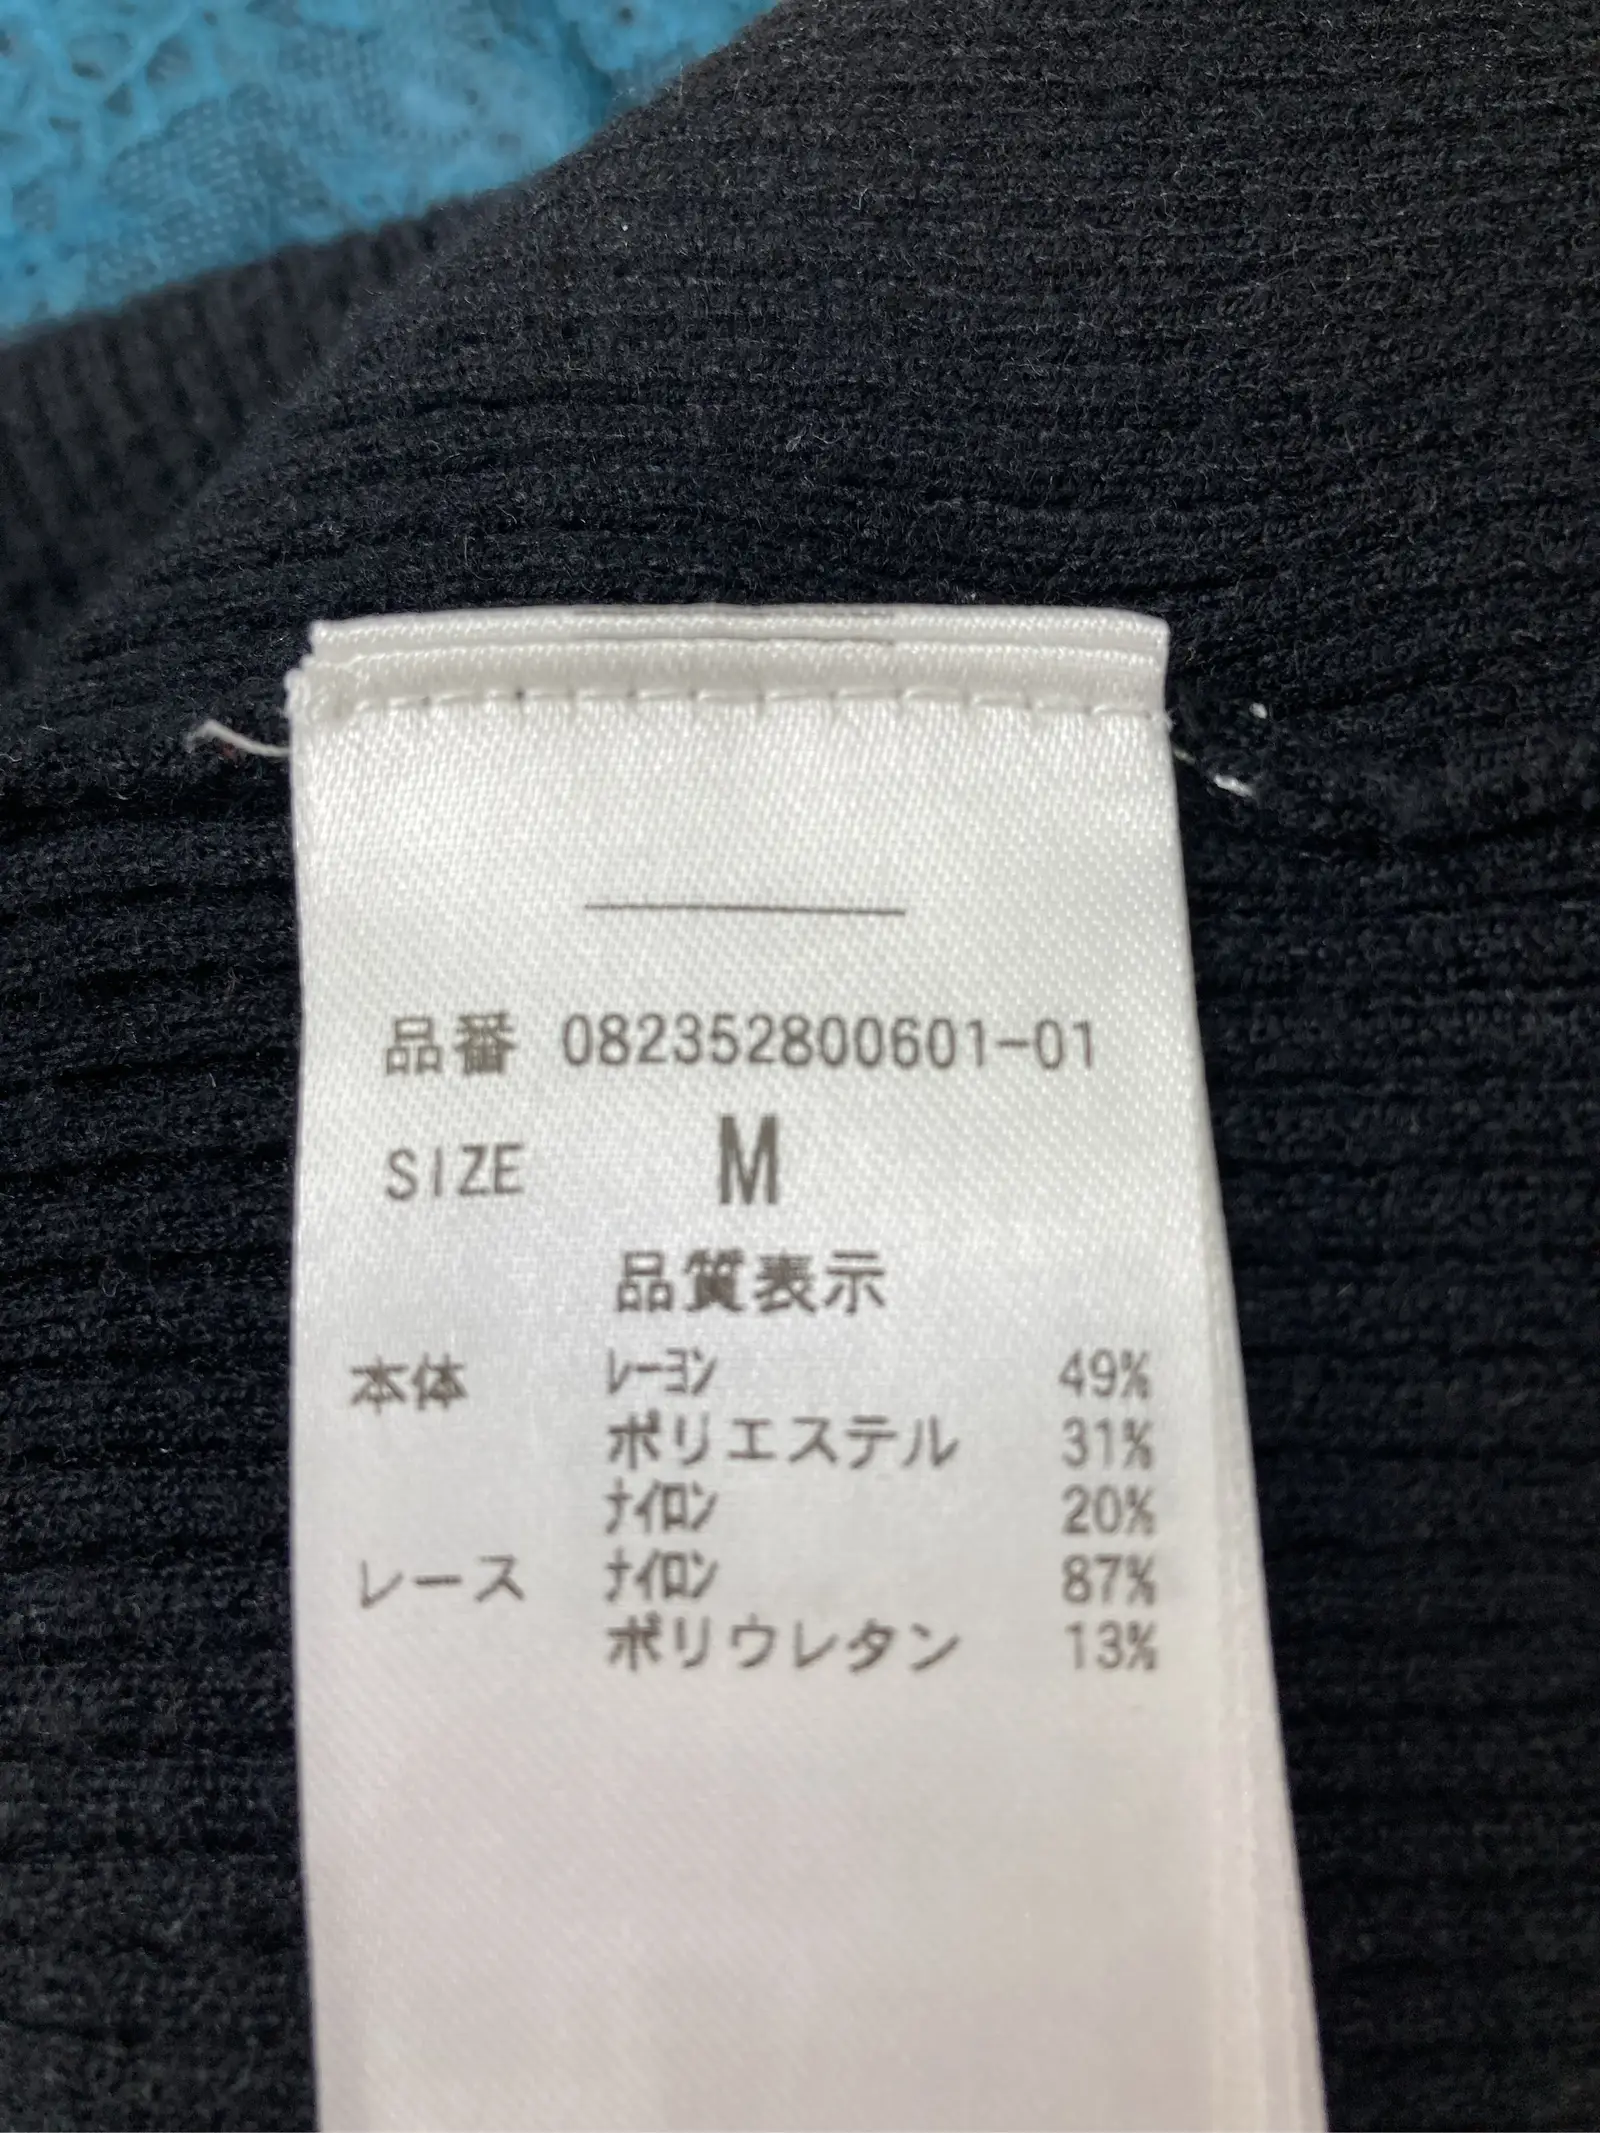 品番 082352800601-01
SIZE M
品質表示
本体 ﾚｰﾖﾝ 49%
ポリエステル 31%
ﾅｲﾛﾝ 20%
レース ﾅｲﾛﾝ 87%
ポリウレタン 13%